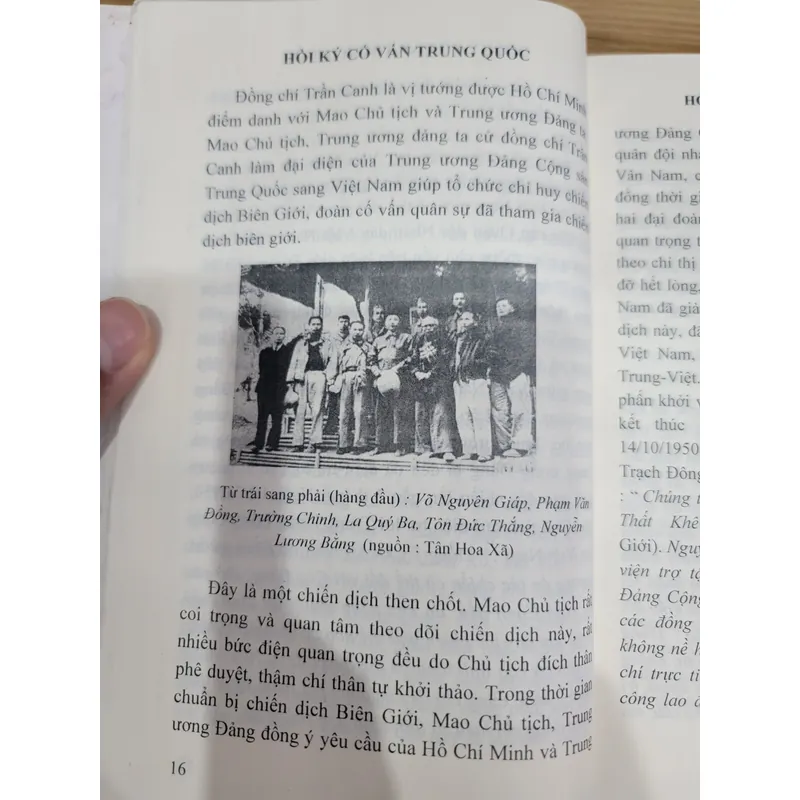 HỒI KÝ CỐ VẤN TRUNG QUỐC
Đồng chí Trần Canh là vị tướng được Hồ Chí Minh
điểm danh với Mao Chủ tịch và Trung ương Đảng ta
Mao Chủ tịch, Trung ương đảng ta cử đồng chí Trần
Canh làm đại diện của Trung ương Đảng Cộng sản
Trung Quốc sang Việt Nam giúp tổ chức chỉ huy chiến
dịch Biên Giới, đoàn cố vấn quân sự đã tham gia chiến
dịch biên giới.
Từ trái sang phải (hàng đầu) : Võ Nguyên Giáp, Phạm Văn
Đồng, Trường Chinh, La Quý Ba, Tôn Đức Thắng, Nguyễn
Lương Bằng (nguồn : Tân Hoa Xã)
Đây là một chiến dịch then chốt. Mao Chủ tịch rất
coi trọng và quan tâm theo dõi chiến dịch này, rất
nhiều bức điện quan trọng đều do Chủ tịch đích thân
phê duyệt, thậm chí thân tự khởi thảo. Trong thời gian
chuẩn bị chiến dịch Biên Giới, Mao Chủ tịch, Trung
ương Đảng đồng ý yêu cầu của Hồ Chí Minh và Trung
16
ương Đảng
quân đội
Vân Nam,
đồng thời
hai đại đoàn
quan trọng
theo chỉ thị
đỡ hết lòng,
Nam đã
dịch này,
Việt Nam,
Trung-Việt.
phấn khởi
kết thúc
14/10/1950
Trạch Đông
: “ Chúng
Thất Khê
Giới).
viện trợ
Đảng
các đồng
không nề
chí trực
công lao